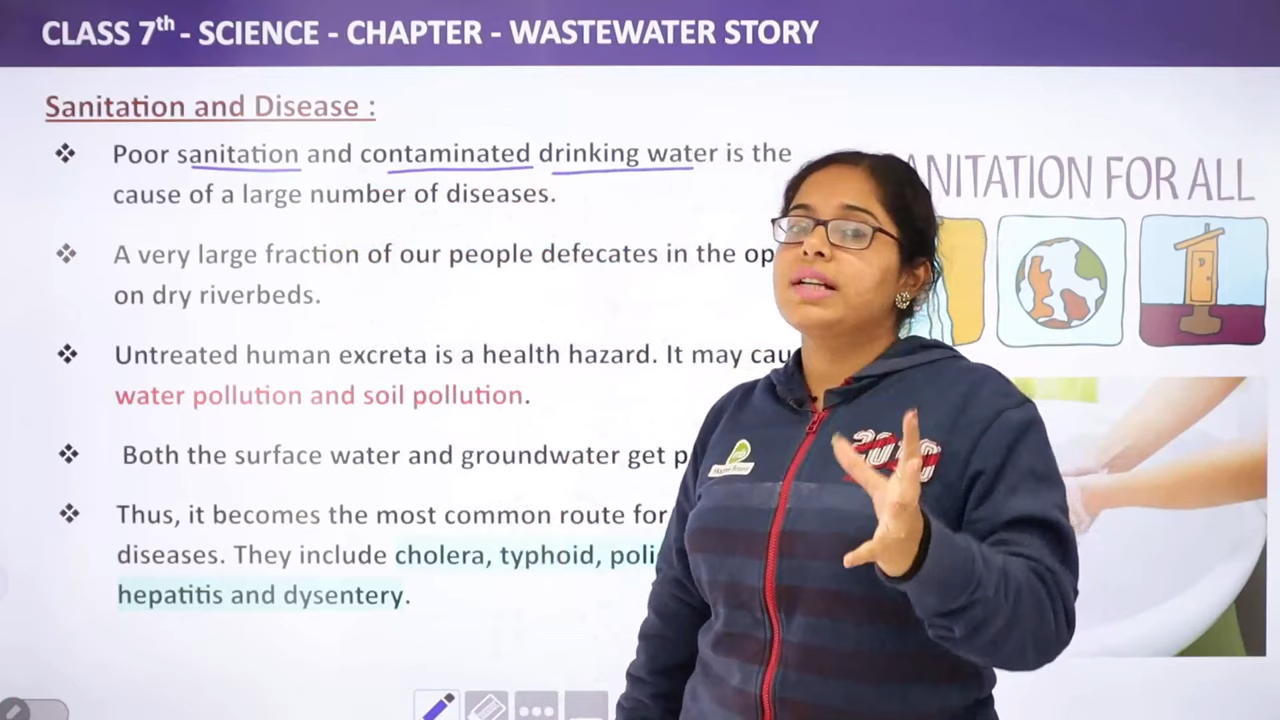 CLASS 7th - SCIENCE - CHAPTER - WASTEWATER STORY
Sanitation and Disease :
❖ Poor sanitation and contaminated drinking water is the
cause of a large number of diseases.
❖ A very large fraction of our people defecates in the op
on dry riverbeds.
❖ Untreated human excreta is a health hazard. It may cau
water pollution and soil pollution.
❖ Both the surface water and groundwater get p
❖ Thus, it becomes the most common route for
diseases. They include cholera, typhoid, poli
hepatitis and dysentery.
ANITATION FOR ALL